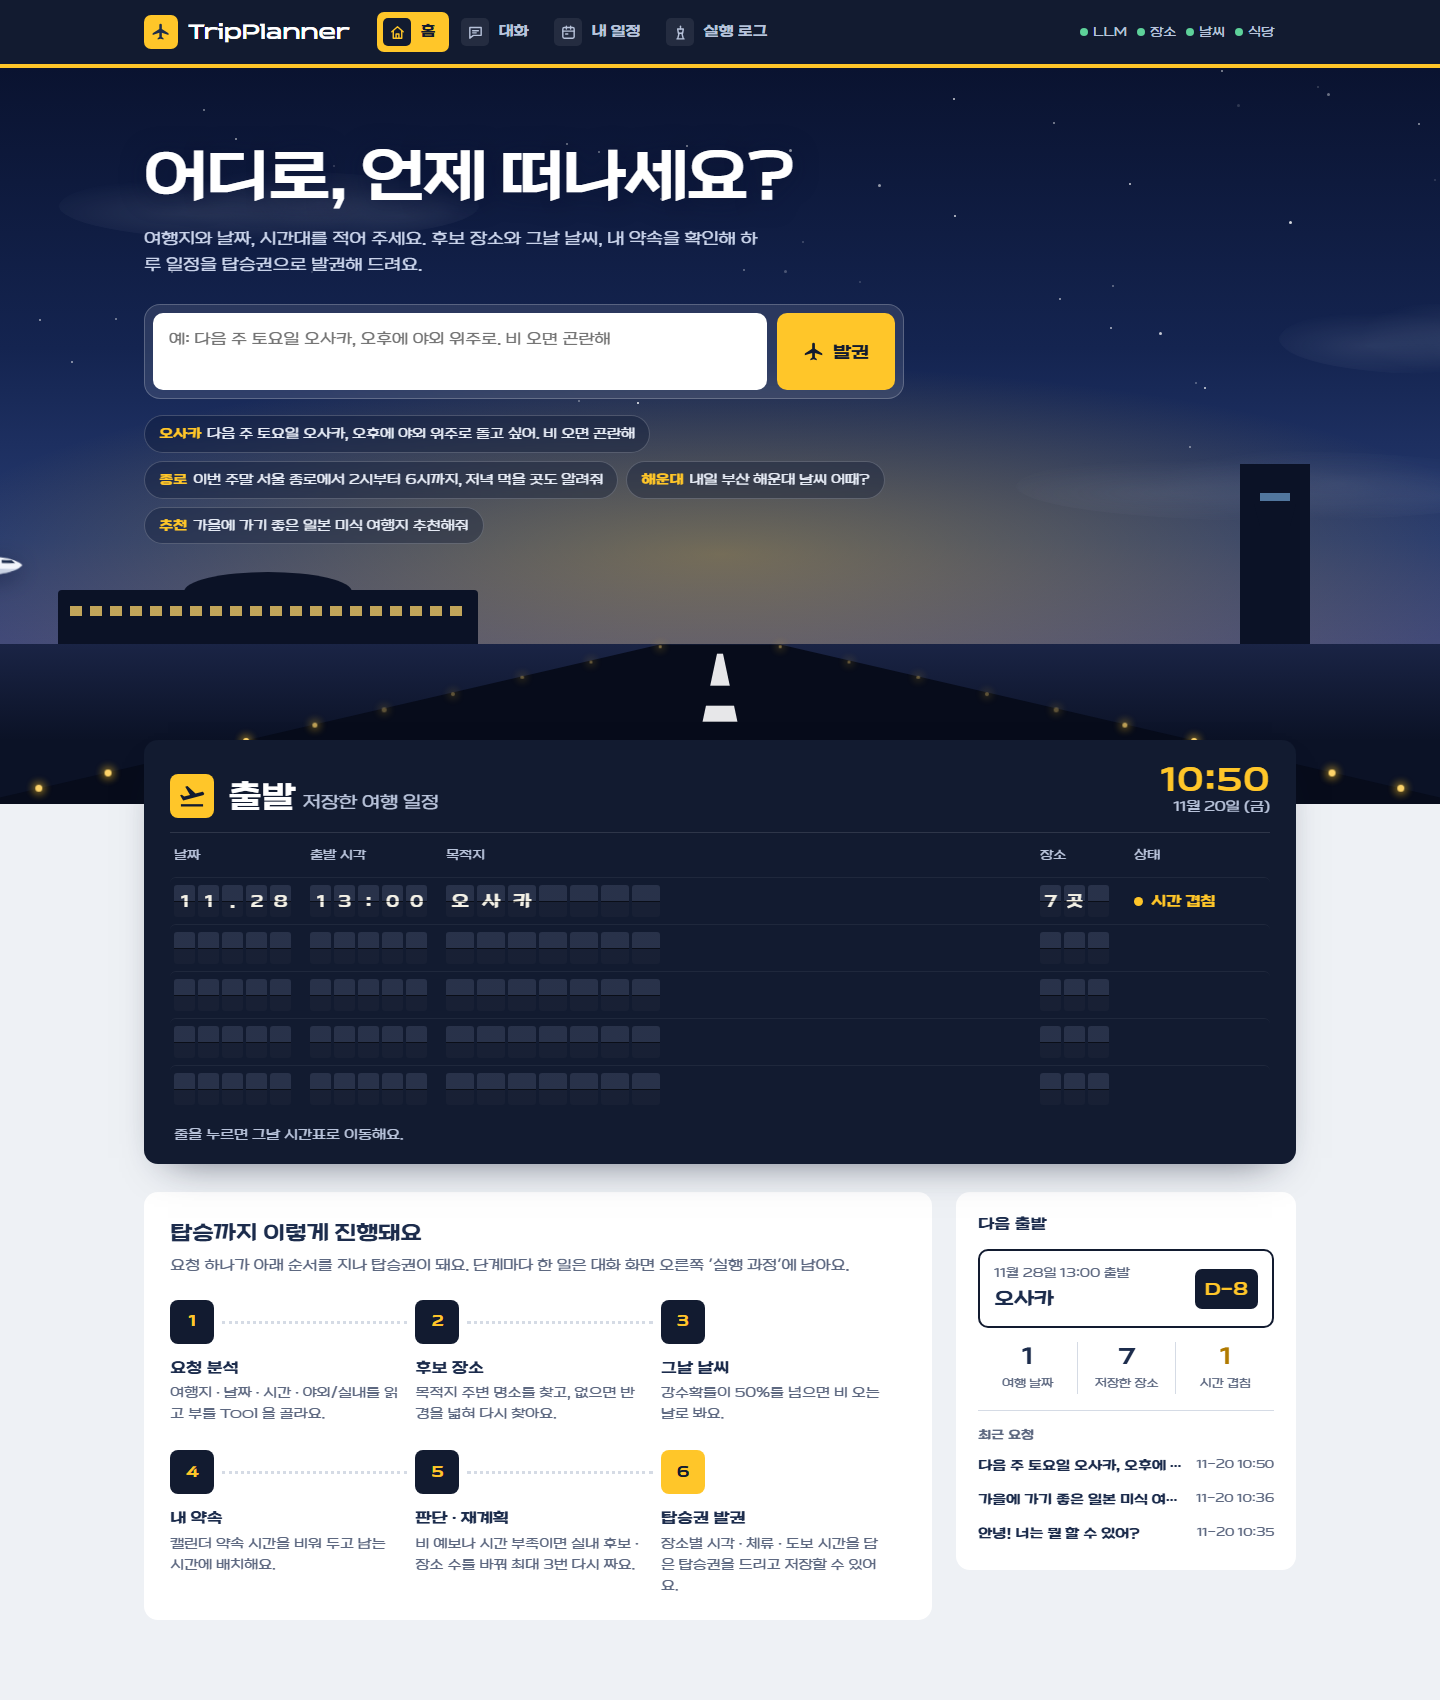 TripPlanner
홈
대화
내 일정
실행 로그
LLM
장소
날씨
식당
어디로, 언제 떠나세요?
여행지와 날짜, 시간대를 적어 주세요. 후보 장소와 그날 날씨, 내 약속을 확인해 하
루 일정을 탑승권으로 발권해 드려요.
예: 다음 주 토요일 오사카, 오후에 야외 위주로. 비 오면 곤란해
발권
오사카 다음 주 토요일 오사카, 오후에 야외 위주로 돌고 싶어. 비 오면 곤란해
종로 이번 주말 서울 종로에서 2시부터 6시까지, 저녁 먹을 곳도 알려줘
해운대 내일 부산 해운대 날씨 어때?
추천 가을에 가기 좋은 일본 미식 여행지 추천해줘
출발 저장한 여행 일정
10:50
11월 20일 (금)
날짜 출발 시각 목적지 장소 상태
11.28 13:00 오사카 7곳 시간 겹침
줄을 누르면 그날 시간표로 이동해요.
탑승까지 이렇게 진행돼요
요청 하나가 아래 순서를 지나 탑승권이 돼요. 단계마다 한 일은 대화 화면 오른쪽 '실행 과정'에 남아요.
1
요청 분석
여행지 · 날짜 · 시간 · 야외/실내를 읽
고 부를 Tool 을 골라요.
2
후보 장소
목적지 주변 명소를 찾고, 없으면 반
경을 넓혀 다시 찾아요.
3
그날 날씨
강수확률이 50%를 넘으면 비 오는
날로 봐요.
4
내 약속
캘린더 약속 시간을 비워 두고 남는
시간에 배치해요.
5
판단 · 재계획
비 예보나 시간 부족이면 실내 후보 ·
장소 수를 바꿔 최대 3번 다시 짜요.
6
탑승권 발권
장소별 시각 · 체류 · 도보 시간을 담
은 탑승권을 드리고 저장할 수 있어
요.
다음 출발
11월 28일 13:00 출발
오사카
D-8
1
여행 날짜
7
저장한 장소
1
시간 겹침
최근 요청
다음 주 토요일 오사카, 오후에 … 11-20 10:50
가을에 가기 좋은 일본 미식 여… 11-20 10:36
안녕! 너는 뭘 할 수 있어? 11-20 10:35